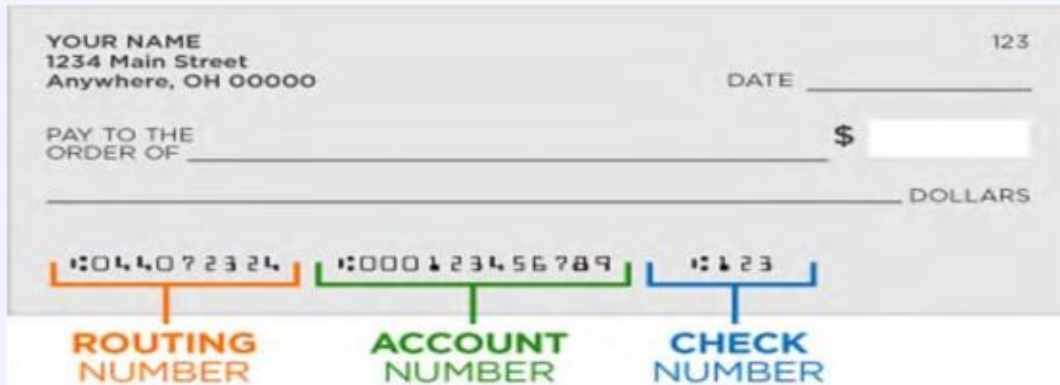 YOUR NAME 123
1234 Main Street
Anywhere, OH 00000
DATE
PAY TO THE
ORDER OF $
DOLLARS
⑆044072324 ⑆000123456789 ⑆123
ROUTING ACCOUNT CHECK
NUMBER NUMBER NUMBER